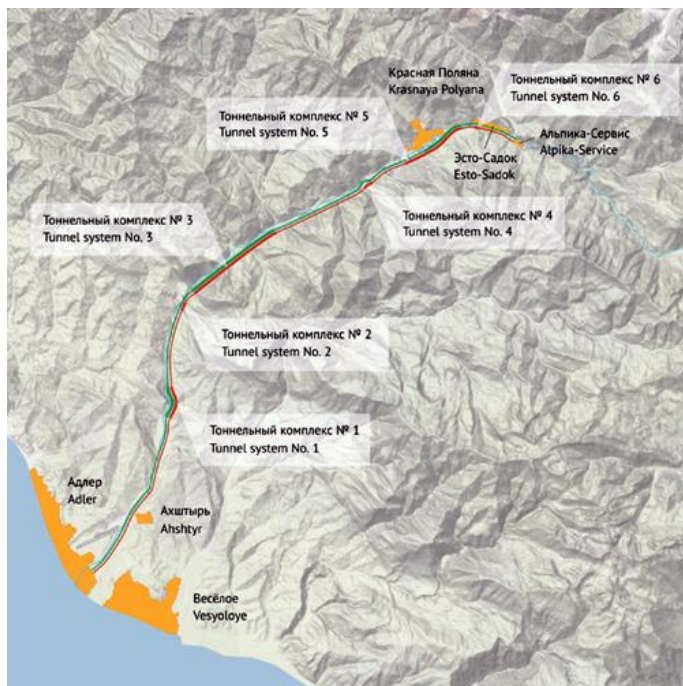 Красная Поляна
Krasnaya Polyana
Тоннельный комплекс № 6
Tunnel system No. 6
Тоннельный комплекс № 5
Tunnel system No. 5
Альпика-Сервис
Alpika-Service
Эсто-Садок
Esto-Sadok
Тоннельный комплекс № 4
Tunnel system No. 4
Тоннельный комплекс № 3
Tunnel system No. 3
Тоннельный комплекс № 2
Tunnel system No. 2
Тоннельный комплекс № 1
Tunnel system No. 1
Адлер
Adler
Ахштырь
Ahshtyr
Весёлое
Vesyoloye